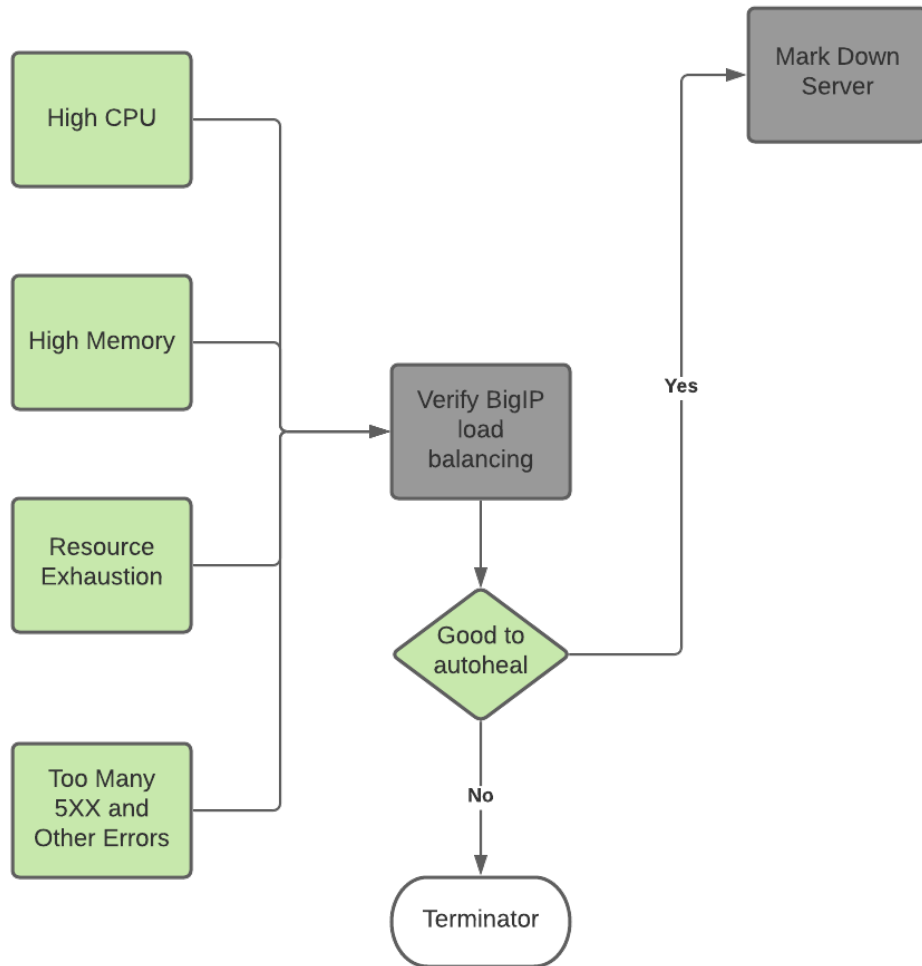 High CPU
High Memory
Resource
Exhaustion
Too Many
5XX and
Other Errors
Verify BigIP
load
balancing
Good to
autoheal
No
Terminator
Yes
Mark Down
Server